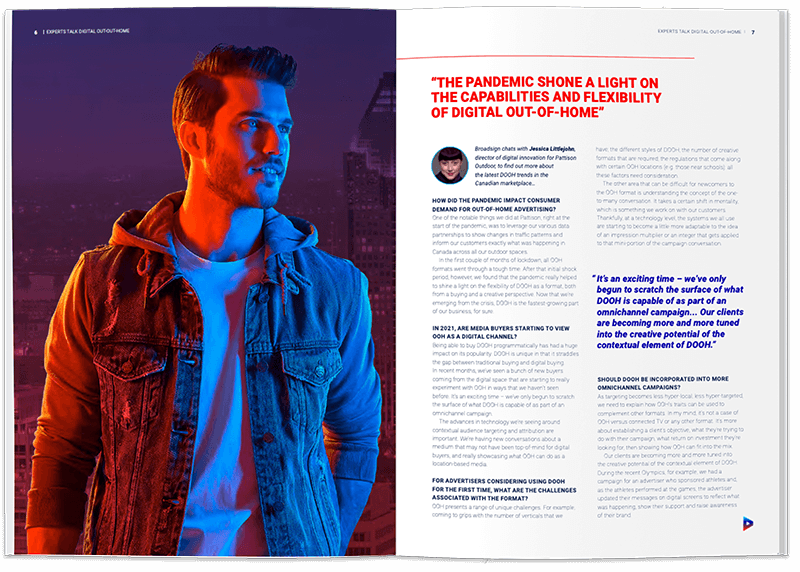 6 | EXPERTS TALK DIGITAL OUT-OUT-HOME
EXPERTS TALK DIGITAL OUT-OF-HOME | 7
“THE PANDEMIC SHONE A LIGHT ON
THE CAPABILITIES AND FLEXIBILITY
OF DIGITAL OUT-OF-HOME”
Broadsign chats with Jessica Littlejohn,
director of digital innovation for Pattison
Outdoor, to find out more about
the latest DOOH trends in the
Canadian marketplace...
HOW DID THE PANDEMIC IMPACT CONSUMER
DEMAND FOR OUT-OF-HOME ADVERTISING?
One of the notable things we did at Pattison, right at the
start of the pandemic, was to leverage our various data
partnerships to show changes in traffic patterns and
inform our customers exactly what was happening in
Canada across all our outdoor spaces.
In the first couple of months of lockdown, all OOH
formats went through a tough time. After that initial shock
period, however, we found that the pandemic really helped
to shine a light on the flexibility of DOOH as a format, both
from a buying and a creative perspective. Now that we're
emerging from the crisis, DOOH is the fastest-growing part
of our business, for sure.
IN 2021, ARE MEDIA BUYERS STARTING TO VIEW
OOH AS A DIGITAL CHANNEL?
Being able to buy DOOH programmatically has had a huge
impact on its popularity. DOOH is unique in that it straddles
the gap between traditional buying and digital buying.
In recent months, we've seen a bunch of new buyers
coming from the digital space that are starting to really
experiment with OOH in ways that we haven't seen
before. It's an exciting time – we've only begun to scratch
the surface of what DOOH is capable of as part of an
omnichannel campaign.
The advances in technology we're seeing around
contextual audience targeting and attribution are
important. We're having new conversations about a
medium that may not have been top-of-mind for digital
buyers, and really showcasing what OOH can do as a
location-based media.
FOR ADVERTISERS CONSIDERING USING DOOH
FOR THE FIRST TIME, WHAT ARE THE CHALLENGES
ASSOCIATED WITH THE FORMAT?
OOH presents a range of unique challenges. For example,
coming to grips with the number of verticals that we
have, the different styles of DOOH, the number of creative
formats that are required, the regulations that come along
with certain OOH locations (e.g. those near schools): all
these factors need consideration.
The other area that can be difficult for newcomers to
the OOH format is understanding the concept of the one-
to-many conversation. It takes a certain shift in mentality,
which is something we work on with our customers.
Thankfully, at a technology level, the systems we all use
are starting to become a little more adaptable to the idea
of an impression multiplier or an integer that gets applied
to that mini-portion of the campaign conversation.
“It's an exciting time – we've only
begun to scratch the surface of what
DOOH is capable of as part of an
omnichannel campaign... Our clients
are becoming more and more tuned
into the creative potential of the
contextual element of DOOH.”
SHOULD DOOH BE INCORPORATED INTO MORE
OMNICHANNEL CAMPAIGNS?
As targeting becomes less hyper local, less hyper targeted,
we need to explain how OOH's traits can be used to
complement other formats. In my mind, it's not a case of
OOH versus connected TV or any other format. It's more
about establishing a client's objective, what they're trying to
do with their campaign, what return on investment they're
looking for, then showing how OOH can fit into the mix.
Our clients are becoming more and more tuned into
the creative potential of the contextual element of DOOH.
During the recent Olympics, for example, we had a
campaign for an advertiser who sponsored athletes and,
as the athletes performed at the games, the advertiser
updated their messages on digital screens to reflect what
was happening, show their support and raise awareness
of their brand.